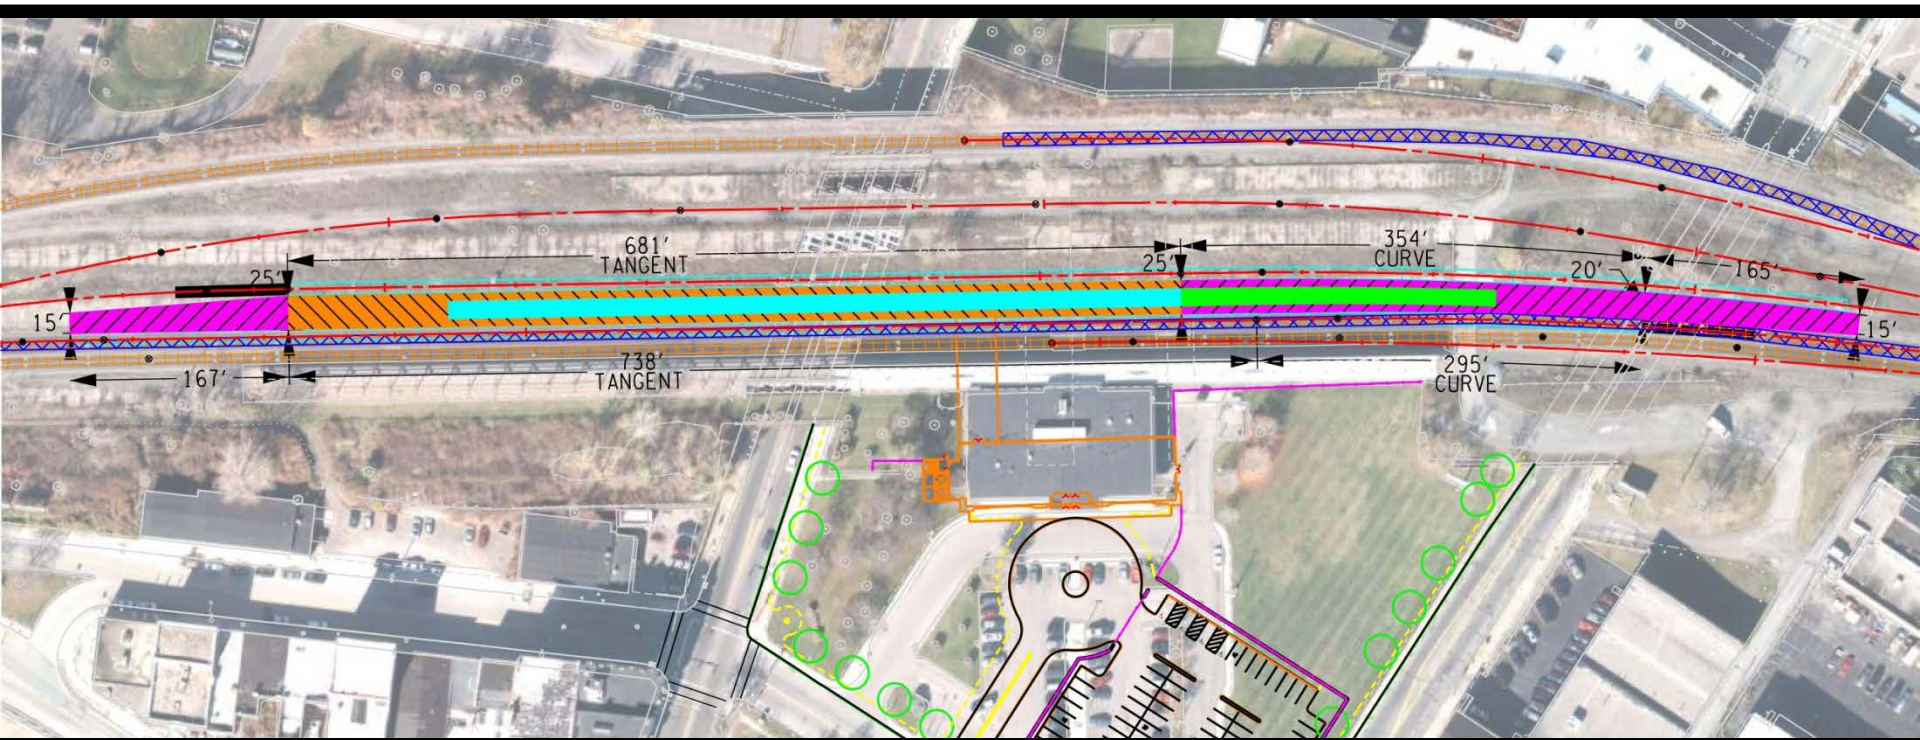 681'
TANGENT
354'
CURVE
25'
25'
20'
165'
15'
15'
167'
738'
TANGENT
295'
CURVE